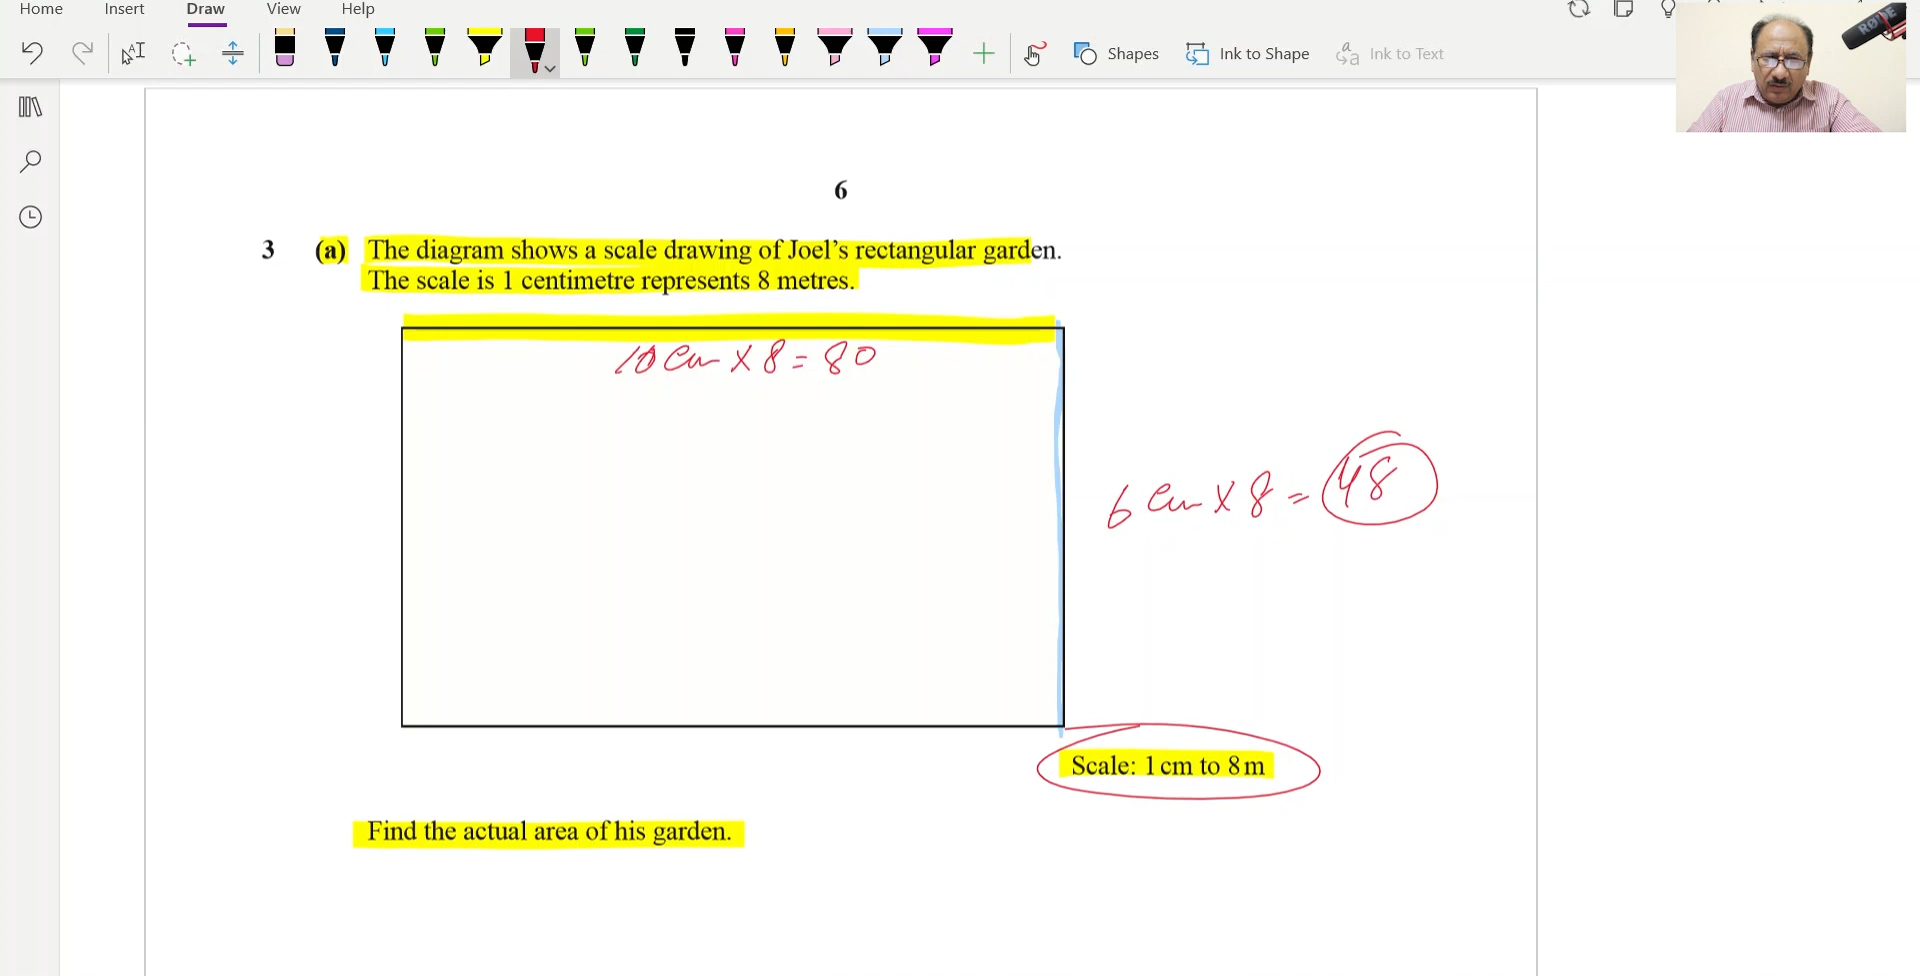 Home Insert Draw View Help
Shapes Ink to Shape Ink to Text
RØDE
6
3 (a) The diagram shows a scale drawing of Joel’s rectangular garden.
The scale is 1 centimetre represents 8 metres.
10 cm x 8 = 80
6 cm x 8 = 48
Scale: 1 cm to 8 m
Find the actual area of his garden.